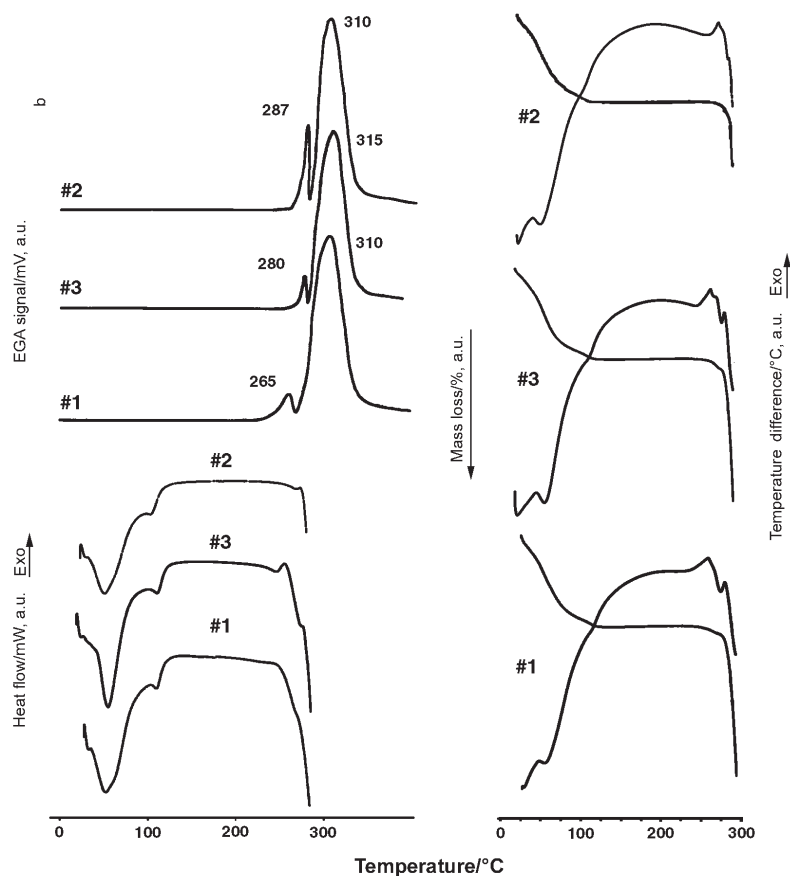 b
EGA signal/mV, a.u.
310
287
315
#2
310
280
#3
265
#1
Heat flow/mW, a.u. Exo
#2
#3
#1
0 100 200 300
Mass loss/%, a.u.
#2
#3
#1
Temperature difference/°C, a.u. Exo
0 100 200 300
Temperature/°C